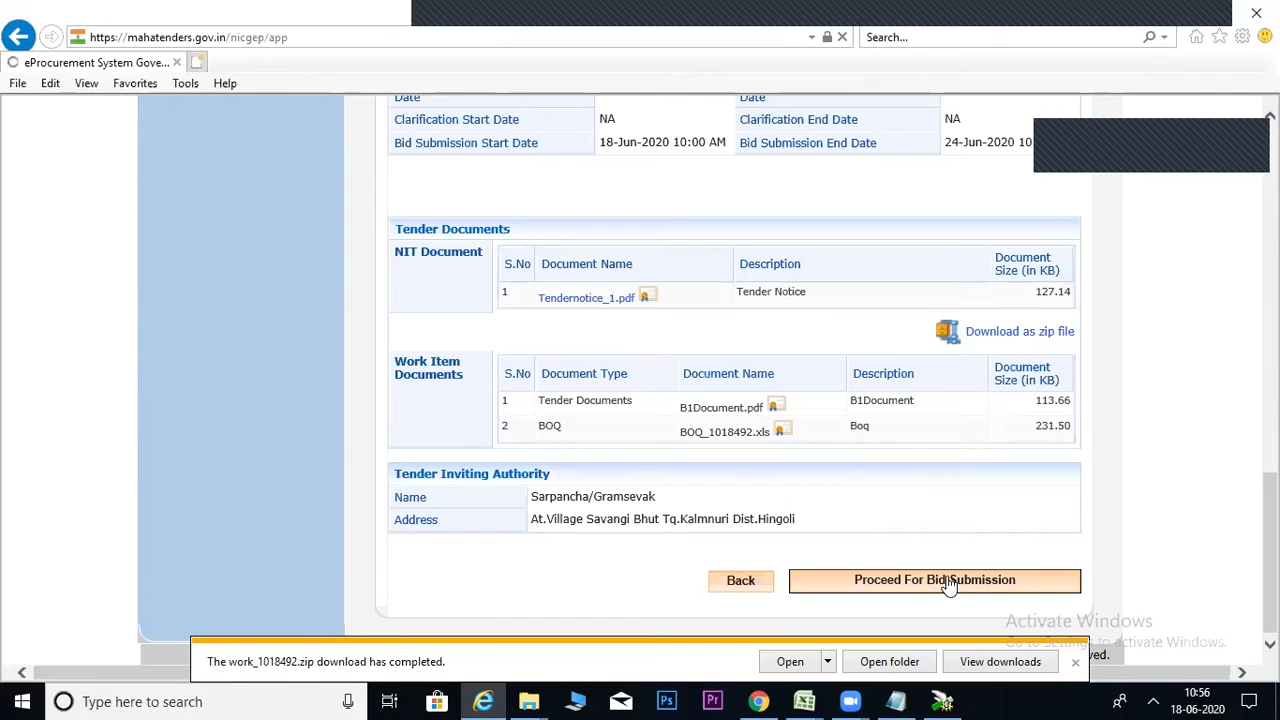 https://mahatenders.gov.in/nicgep/app
Search...
eProcurement System Gove...
File Edit View Favorites Tools Help
Date Date
Clarification Start Date NA Clarification End Date NA
Bid Submission Start Date 18-Jun-2020 10:00 AM Bid Submission End Date 24-Jun-2020 10
Tender Documents
NIT Document
S.No Document Name Description Document
Size (in KB)
1 Tendernotice_1.pdf Tender Notice 127.14
Download as zip file
Work Item
Documents
S.No Document Type Document Name Description Document
Size (in KB)
1 Tender Documents B1Document.pdf B1Document 113.66
2 BOQ BOQ_1018492.xls Boq 231.50
Tender Inviting Authority
Name Sarpancha/Gramsevak
Address At.Village Savangi Bhut Tq.Kalmnuri Dist.Hingoli
Back Proceed For Bid Submission
Activate Windows
Go to Settings to activate Windows.
The work_1018492.zip download has completed. Open Open folder View downloads
Type here to search
10:56
18-06-2020